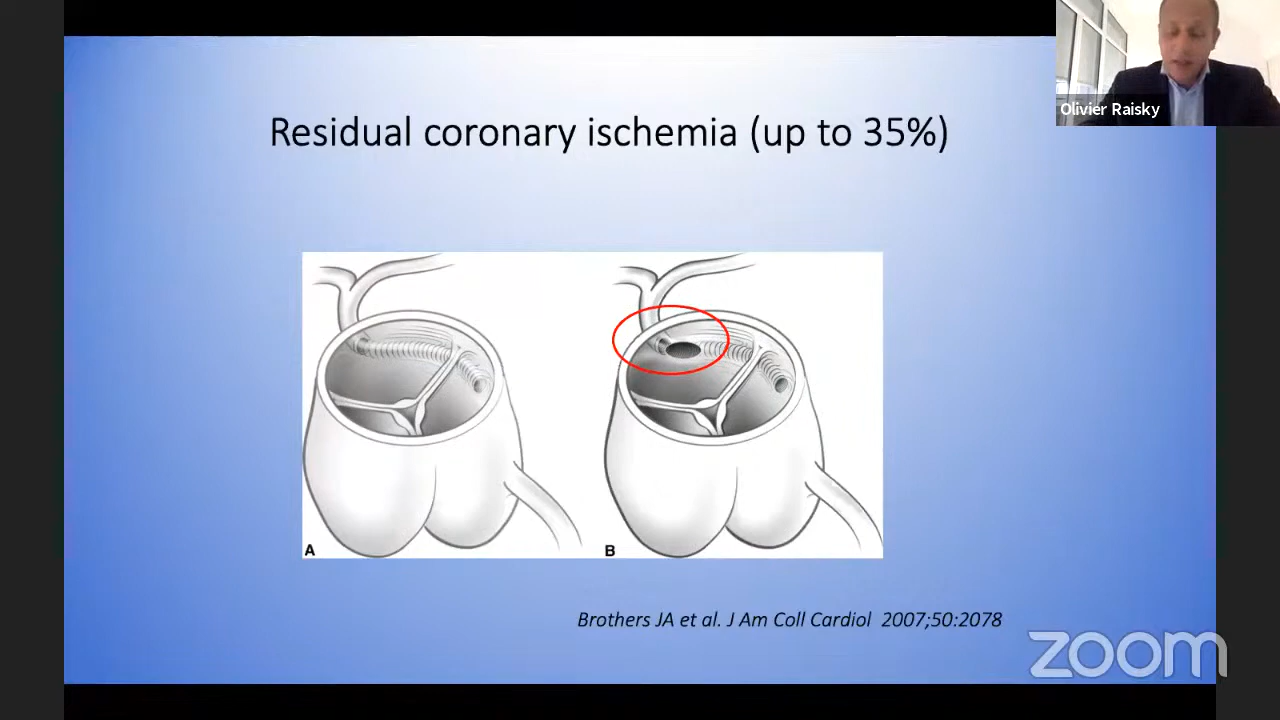 Olivier Raisky
Residual coronary ischemia (up to 35%)
A
B
Brothers JA et al. J Am Coll Cardiol 2007;50:2078
zoom